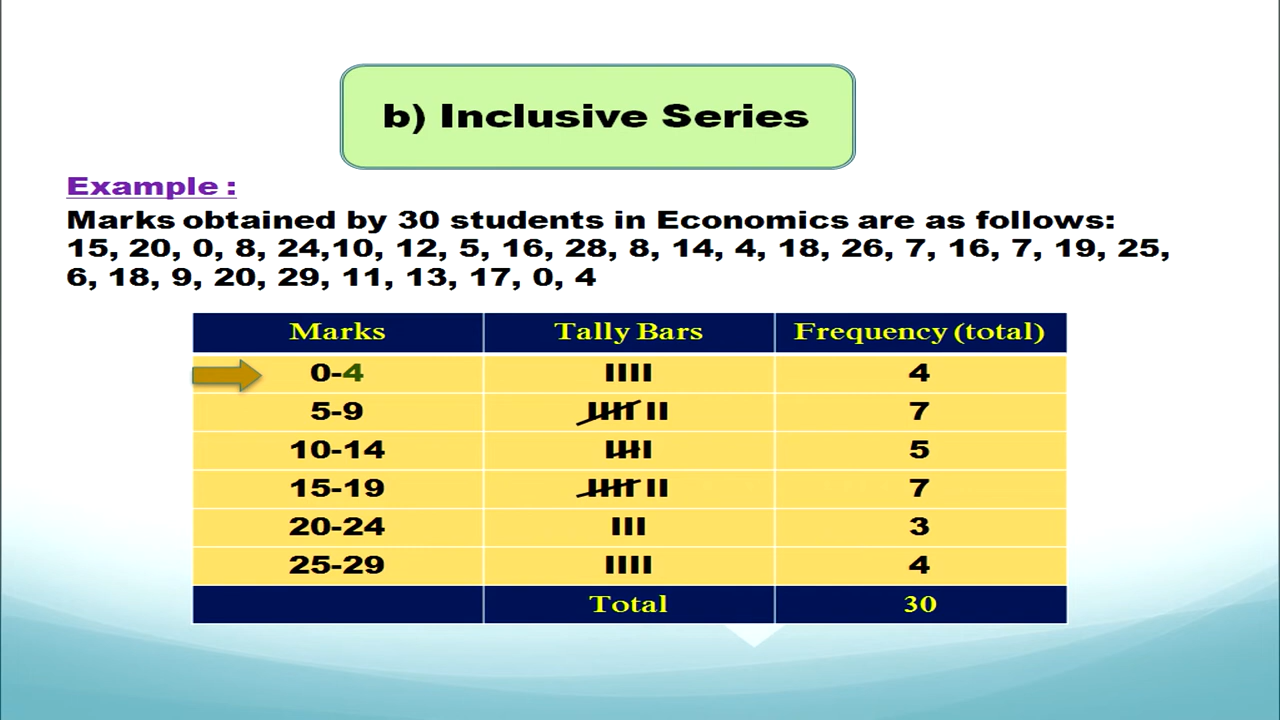 b) Inclusive Series
Example :
Marks obtained by 30 students in Economics are as follows:
15, 20, 0, 8, 24,10, 12, 5, 16, 28, 8, 14, 4, 18, 26, 7, 16, 7, 19, 25,
6, 18, 9, 20, 29, 11, 13, 17, 0, 4
Marks Tally Bars Frequency (total)
0-4 IIII 4
5-9 IIII II 7
10-14 IIII 5
15-19 IIII II 7
20-24 III 3
25-29 IIII 4
Total 30